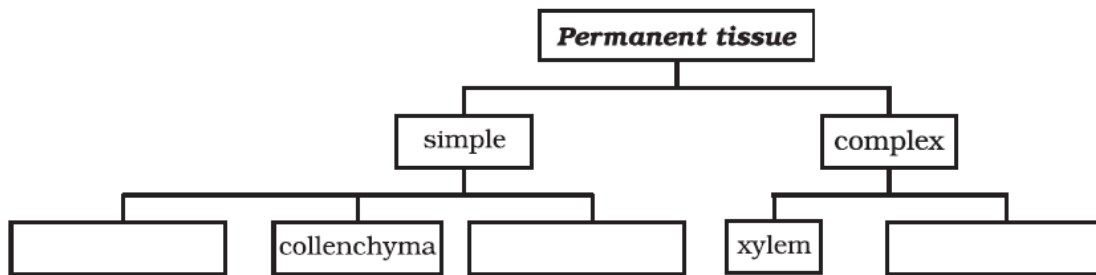 Permanent tissue
simple
complex
collenchyma
xylem